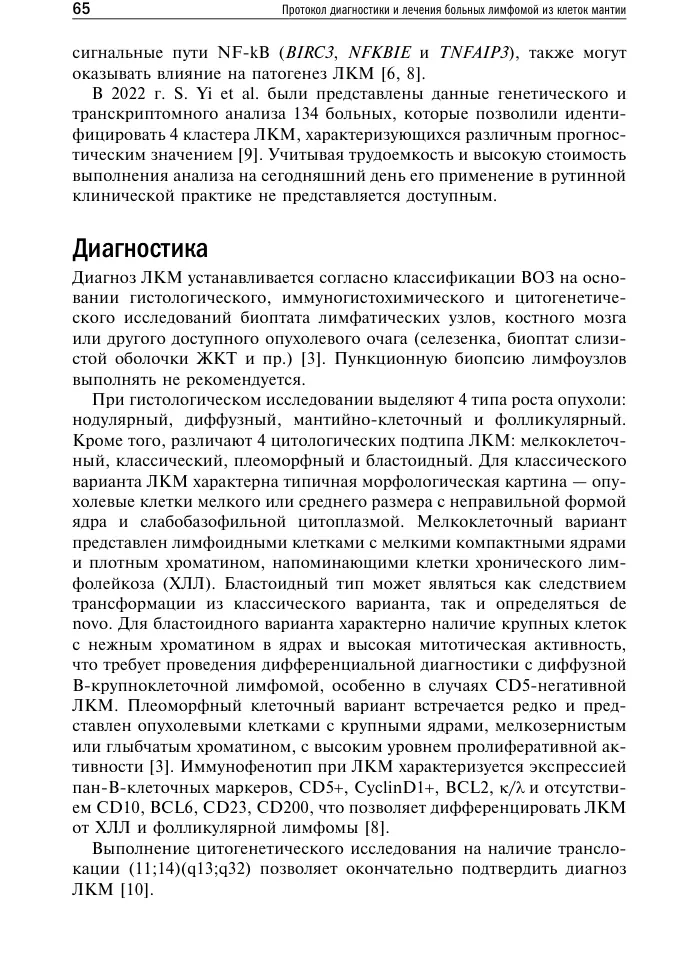 65
Протокол диагностики и лечения больных лимфомой из клеток мантии
сигнальные пути NF-kB (BIRC3, NFKBIE и TNFAIP3), также могут
оказывать влияние на патогенез ЛКМ [6, 8].
В 2022 г. S. Yi et al. были представлены данные генетического и
транскриптомного анализа 134 больных, которые позволили иденти-
фицировать 4 кластера ЛКМ, характеризующихся различным прогнос-
тическим значением [9]. Учитывая трудоемкость и высокую стоимость
выполнения анализа на сегодняшний день его применение в рутинной
клинической практике не представляется доступным.
Диагностика
Диагноз ЛКМ устанавливается согласно классификации ВОЗ на осно-
вании гистологического, иммуногистохимического и цитогенетиче-
ского исследований биоптата лимфатических узлов, костного мозга
или другого доступного опухолевого очага (селезенка, биоптат слизи-
стой оболочки ЖКТ и пр.) [3]. Пункционную биопсию лимфоузлов
выполнять не рекомендуется.
При гистологическом исследовании выделяют 4 типа роста опухоли:
нодулярный, диффузный, мантийно-клеточный и фолликулярный.
Кроме того, различают 4 цитологических подтипа ЛКМ: мелкоклеточ-
ный, классический, плеоморфный и бластоидный. Для классического
варианта ЛКМ характерна типичная морфологическая картина — опу-
холевые клетки мелкого или среднего размера с неправильной формой
ядра и слабобазофильной цитоплазмой. Мелкоклеточный вариант
представлен лимфоидными клетками с мелкими компактными ядрами
и плотным хроматином, напоминающими клетки хронического лим-
фолейкоза (ХЛЛ). Бластоидный тип может являться как следствием
трансформации из классического варианта, так и определяться de
novo. Для бластоидного варианта характерно наличие крупных клеток
с нежным хроматином в ядрах и высокая митотическая активность,
что требует проведения дифференциальной диагностики с диффузной
В-крупноклеточной лимфомой, особенно в случаях CD5-негативной
ЛКМ. Плеоморфный клеточный вариант встречается редко и пред-
ставлен опухолевыми клетками с крупными ядрами, мелкозернистым
или глыбчатым хроматином, с высоким уровнем пролиферативной ак-
тивности [3]. Иммунофенотип при ЛКМ характеризуется экспрессией
пан-В-клеточных маркеров, CD5+, CyclinD1+, BCL2, κ/λ и отсутстви-
ем CD10, BCL6, CD23, CD200, что позволяет дифференцировать ЛКМ
от ХЛЛ и фолликулярной лимфомы [8].
Выполнение цитогенетического исследования на наличие трансло-
кации (11;14)(q13;q32) позволяет окончательно подтвердить диагноз
ЛКМ [10].